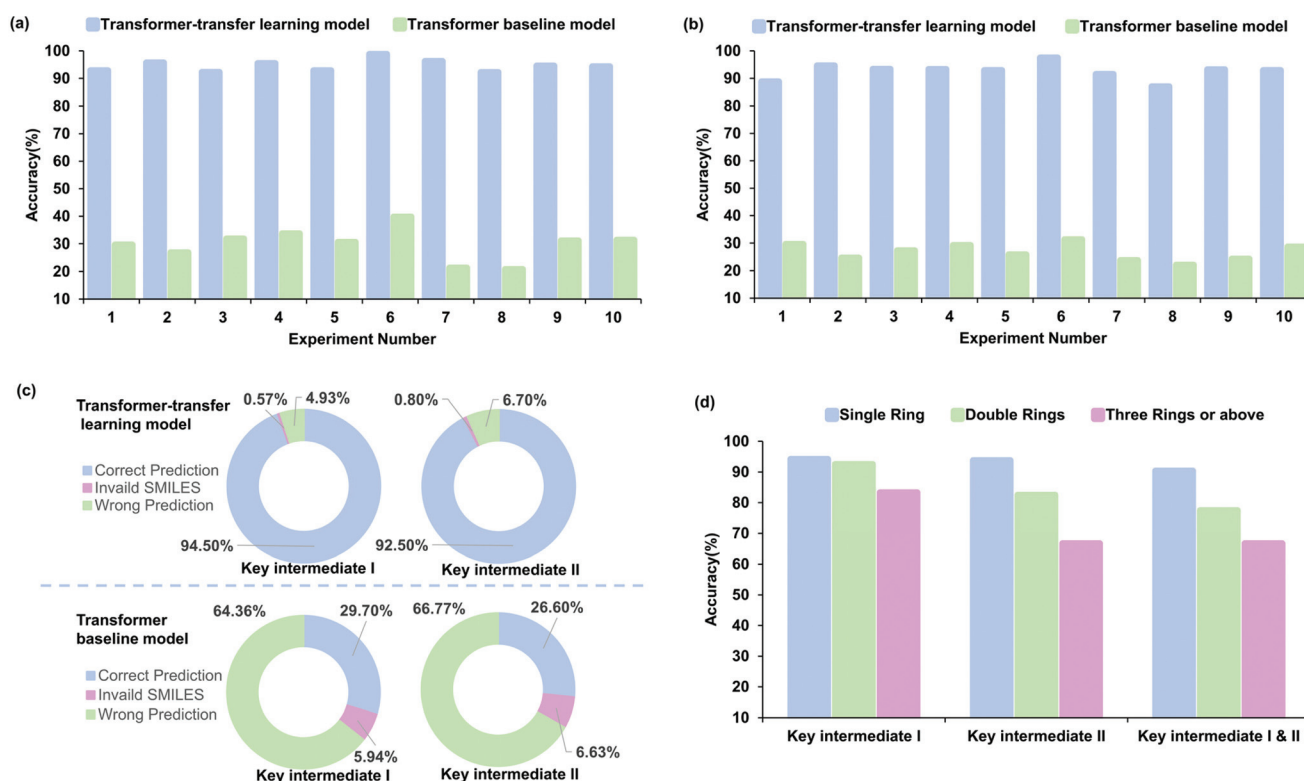 (a)
Transformer-transfer learning model Transformer baseline model
100
90
80
70
60
50
40
30
20
10
Accuracy(%)
1 2 3 4 5 6 7 8 9 10
Experiment Number
(b)
Transformer-transfer learning model Transformer baseline model
100
90
80
70
60
50
40
30
20
10
Accuracy(%)
1 2 3 4 5 6 7 8 9 10
Experiment Number
(c)
Transformer-transfer
learning model
Correct Prediction
Invaild SMILES
Wrong Prediction
0.57% 4.93%
94.50%
Key intermediate I
0.80% 6.70%
92.50%
Key intermediate II
Transformer
baseline model
Correct Prediction
Invaild SMILES
Wrong Prediction
64.36% 29.70%
5.94%
Key intermediate I
66.77% 26.60%
6.63%
Key intermediate II
(d)
Single Ring Double Rings Three Rings or above
100
90
80
70
60
50
40
30
20
10
Accuracy(%)
Key intermediate I Key intermediate II Key intermediate I & II